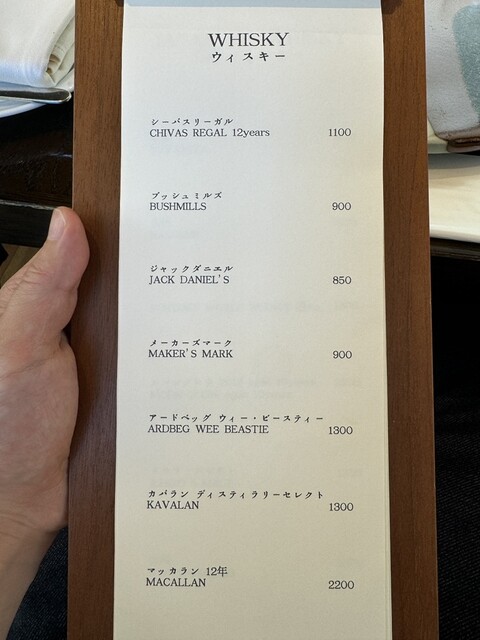 WHISKY
ウィスキー
シーバスリーガル
CHIVAS REGAL 12years 1100
ブッシュミルズ
BUSHMILLS 900
ジャックダニエル
JACK DANIEL'S 850
メーカーズマーク
MAKER'S MARK 900
アードベッグ ウィー・ビースティー
ARDBEG WEE BEASTIE 1300
カバラン ディスティラリーセレクト
KAVALAN 1300
マッカラン 12年
MACALLAN 2200